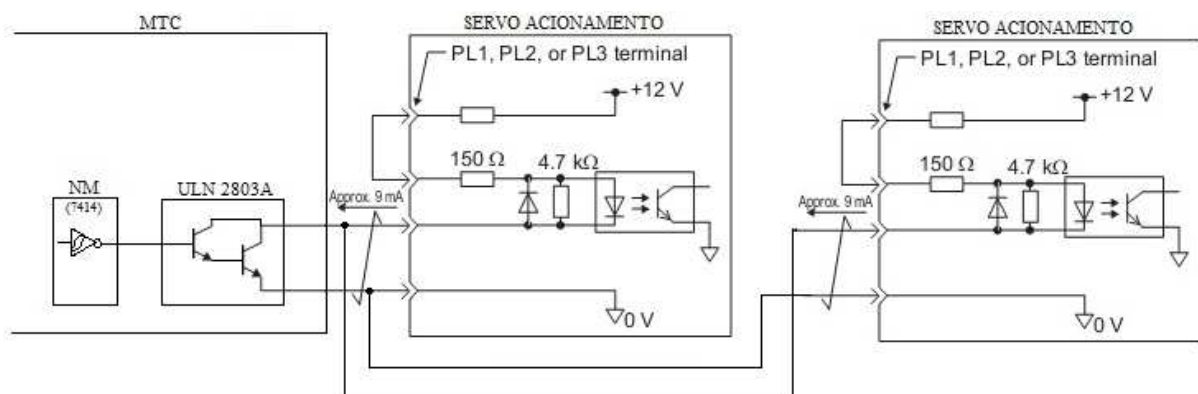 MTC
NM
(7414)
ULN 2803A
SERVO ACIONAMENTO
PL1, PL2, or PL3 terminal
+12 V
150 Ω
4.7 kΩ
Approx. 9 mA
0 V
SERVO ACIONAMENTO
PL1, PL2, or PL3 terminal
+12 V
150 Ω
4.7 kΩ
Approx. 9 mA
0 V